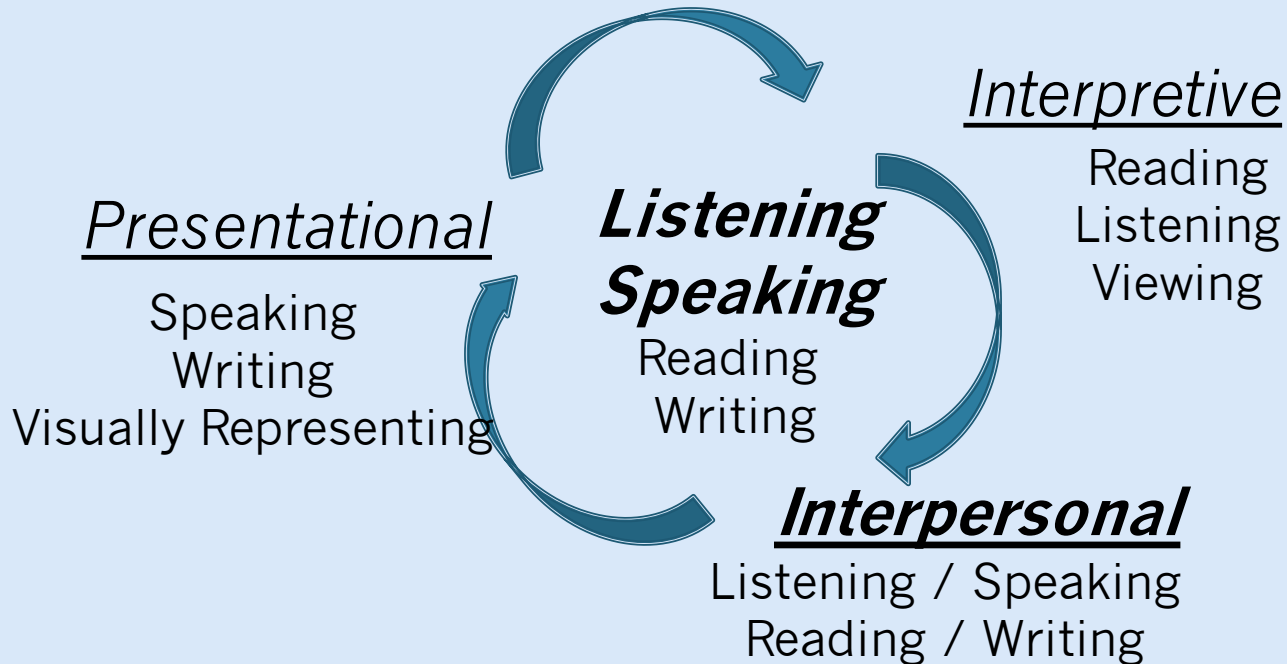 Interpretive
Reading
Listening
Viewing
Presentational
Speaking
Writing
Visually Representing
Listening
Speaking
Reading
Writing
Interpersonal
Listening / Speaking
Reading / Writing